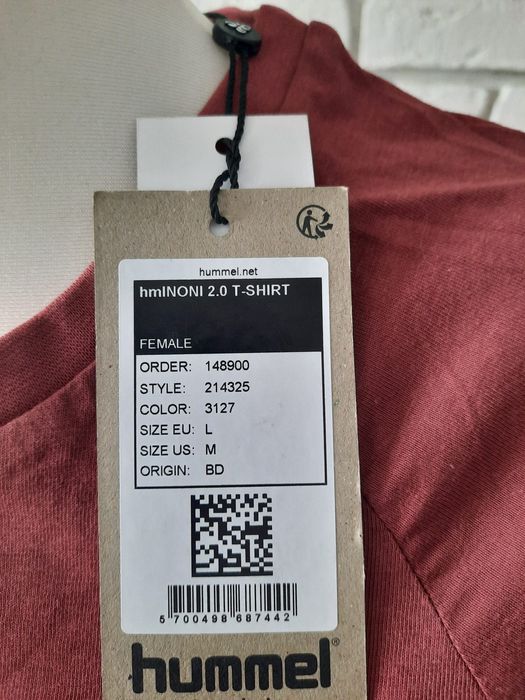 hummel.net
hmlNONI 2.0 T-SHIRT
FEMALE
ORDER: 148900
STYLE: 214325
COLOR: 3127
SIZE EU: L
SIZE US: M
ORIGIN: BD
5 700498 687442
hummel®